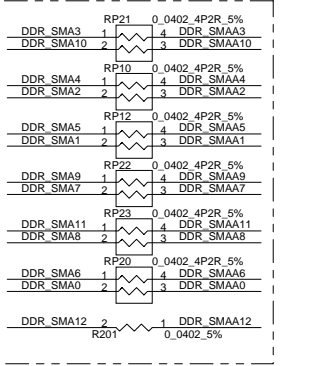 RP21 0_0402_4P2R_5%
DDR_SMA3 1 4 DDR_SMAA3
DDR_SMA10 2 3 DDR_SMAA10
RP10 0_0402_4P2R_5%
DDR_SMA4 1 4 DDR_SMAA4
DDR_SMA2 2 3 DDR_SMAA2
RP12 0_0402_4P2R_5%
DDR_SMA5 1 4 DDR_SMAA5
DDR_SMA1 2 3 DDR_SMAA1
RP22 0_0402_4P2R_5%
DDR_SMA9 1 4 DDR_SMAA9
DDR_SMA7 2 3 DDR_SMAA7
RP23 0_0402_4P2R_5%
DDR_SMA11 1 4 DDR_SMAA11
DDR_SMA8 2 3 DDR_SMAA8
RP20 0_0402_4P2R_5%
DDR_SMA6 1 4 DDR_SMAA6
DDR_SMA0 2 3 DDR_SMAA0
DDR_SMA12 2 1 DDR_SMAA12
R201 0_0402_5%